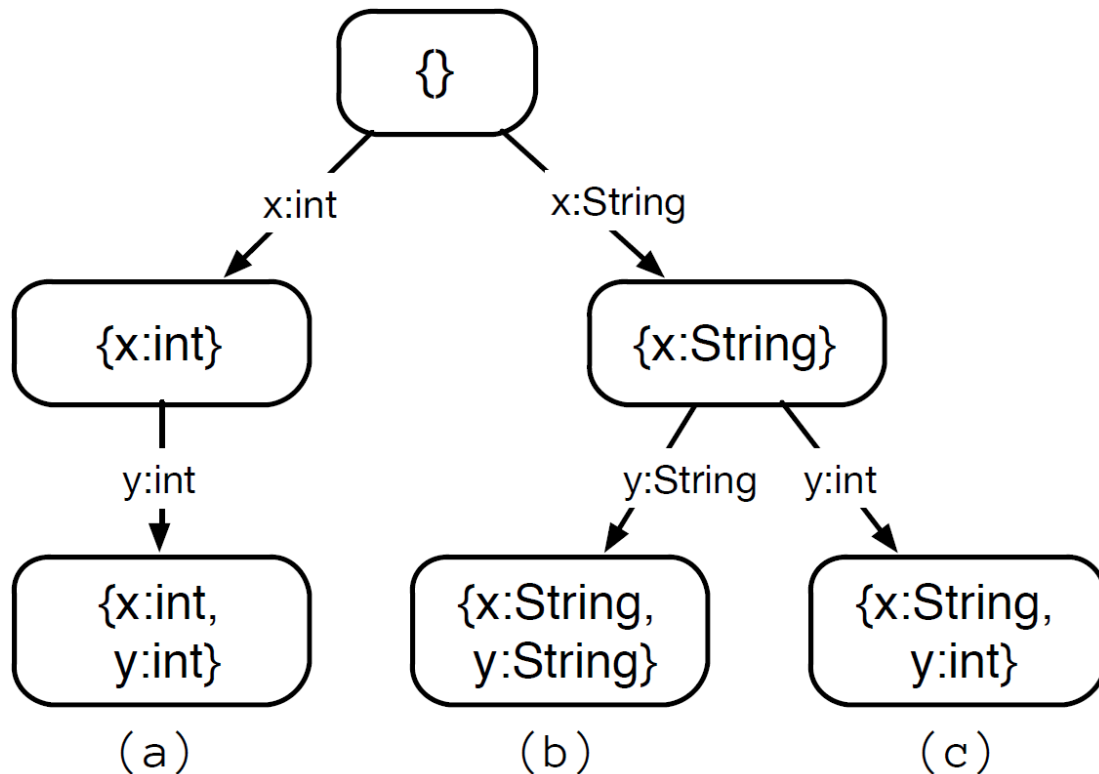 {}
x:int
x:String
{x:int}
{x:String}
y:int
y:String
y:int
{x:int,
y:int}
{x:String,
y:String}
{x:String,
y:int}
(a)
(b)
(c)